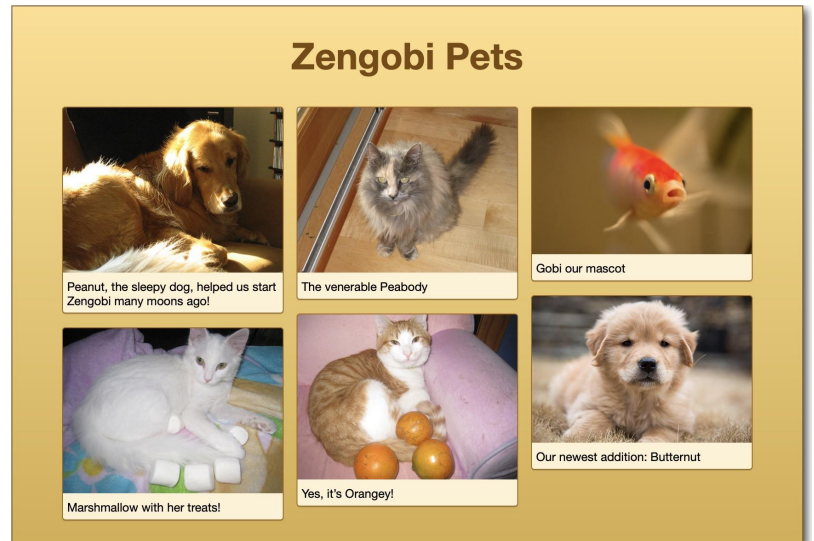 Zengobi Pets
Peanut, the sleepy dog, helped us start
Zengobi many moons ago!
The venerable Peabody
Gobi our mascot
Marshmallow with her treats!
Yes, it's Orangey!
Our newest addition: Butternut